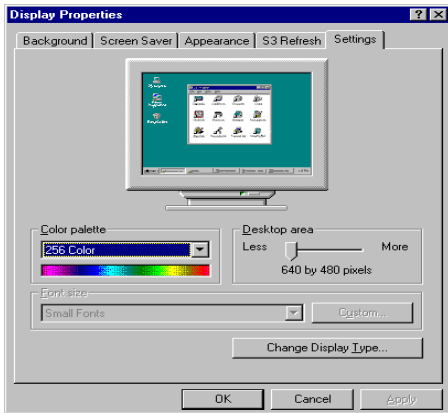 Display Properties
Background
Screen Saver
Appearance
S3 Refresh
Settings
Color palette
256 Color
Desktop area
Less
More
640 by 480 pixels
Font size
Small Fonts
Custom...
Change Display Type...
OK
Cancel
Apply